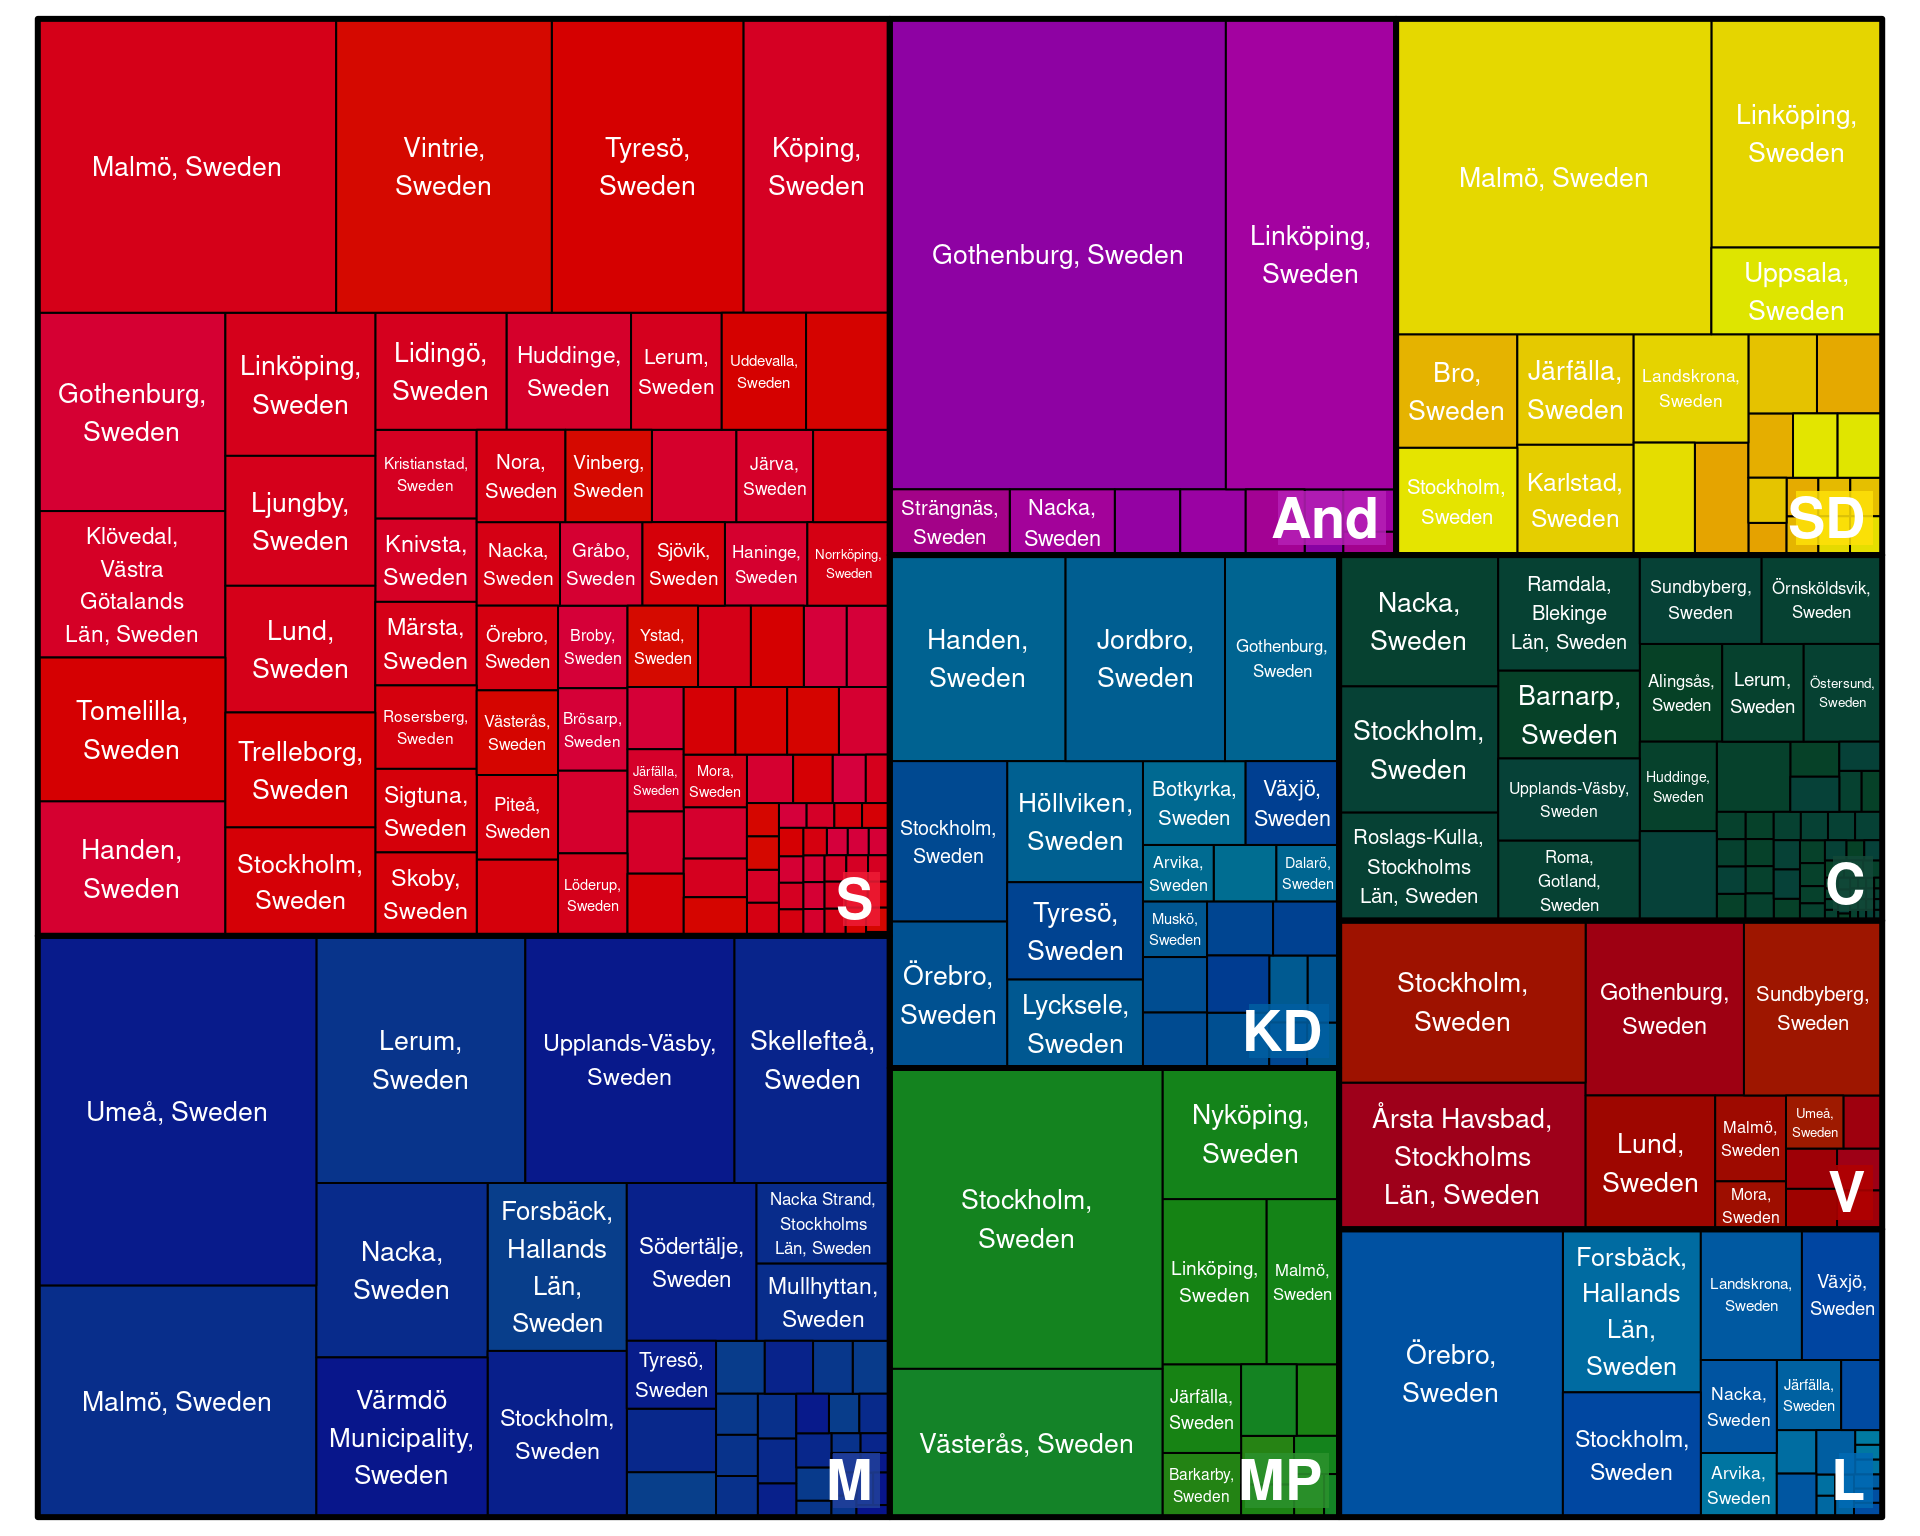 Malmö, Sweden
Vintrie,
Sweden
Tyresö,
Sweden
Köping,
Sweden
Gothenburg,
Sweden
Linköping,
Sweden
Lidingö,
Sweden
Huddinge,
Sweden
Lerum,
Sweden
Uddevalla,
Sweden
Kristianstad,
Sweden
Nora,
Sweden
Vinberg,
Sweden
Järva,
Sweden
Ljungby,
Sweden
Klövedal,
Västra
Götalands
Län, Sweden
Knivsta,
Sweden
Nacka,
Sweden
Gråbo,
Sweden
Sjövik,
Sweden
Haninge,
Sweden
Norrköping,
Sweden
Lund,
Sweden
Märsta,
Sweden
Örebro,
Sweden
Broby,
Sweden
Ystad,
Sweden
Tomelilla,
Sweden
Trelleborg,
Sweden
Rosersberg,
Sweden
Västerås,
Sweden
Brösarp,
Sweden
Järfälla,
Sweden
Mora,
Sweden
Sigtuna,
Sweden
Piteå,
Sweden
Handen,
Sweden
Stockholm,
Sweden
Skoby,
Sweden
Löderup,
Sweden
S
Gothenburg, Sweden
Linköping,
Sweden
Strängnäs,
Sweden
Nacka,
Sweden
And
Malmö, Sweden
Linköping,
Sweden
Uppsala,
Sweden
Bro,
Sweden
Järfälla,
Sweden
Landskrona,
Sweden
Stockholm,
Sweden
Karlstad,
Sweden
SD
Handen,
Sweden
Jordbro,
Sweden
Gothenburg,
Sweden
Stockholm,
Sweden
Höllviken,
Sweden
Botkyrka,
Sweden
Växjö,
Sweden
Arvika,
Sweden
Dalarö,
Sweden
Tyresö,
Sweden
Muskö,
Sweden
Örebro,
Sweden
Lycksele,
Sweden
KD
Nacka,
Sweden
Ramdala,
Blekinge
Län, Sweden
Sundbyberg,
Sweden
Örnsköldsvik,
Sweden
Alingsås,
Sweden
Lerum,
Sweden
Östersund,
Sweden
Stockholm,
Sweden
Barnarp,
Sweden
Upplands-Väsby,
Sweden
Huddinge,
Sweden
Roslags-Kulla,
Stockholms
Län, Sweden
Roma,
Gotland,
Sweden
C
Umeå, Sweden
Lerum,
Sweden
Upplands-Väsby,
Sweden
Skellefteå,
Sweden
Malmö, Sweden
Nacka,
Sweden
Forsbäck,
Hallands
Län,
Sweden
Södertälje,
Sweden
Nacka Strand,
Stockholms
Län, Sweden
Mullhyttan,
Sweden
Värmdö
Municipality,
Sweden
Stockholm,
Sweden
Tyresö,
Sweden
M
Stockholm,
Sweden
Nyköping,
Sweden
Linköping,
Sweden
Malmö,
Sweden
Västerås, Sweden
Järfälla,
Sweden
Barkarby,
Sweden
MP
Stockholm,
Sweden
Gothenburg,
Sweden
Sundbyberg,
Sweden
Årsta Havsbad,
Stockholms
Län, Sweden
Lund,
Sweden
Malmö,
Sweden
Umeå,
Sweden
Mora,
Sweden
V
Örebro,
Sweden
Forsbäck,
Hallands
Län,
Sweden
Landskrona,
Sweden
Växjö,
Sweden
Stockholm,
Sweden
Nacka,
Sweden
Järfälla,
Sweden
Arvika,
Sweden
L